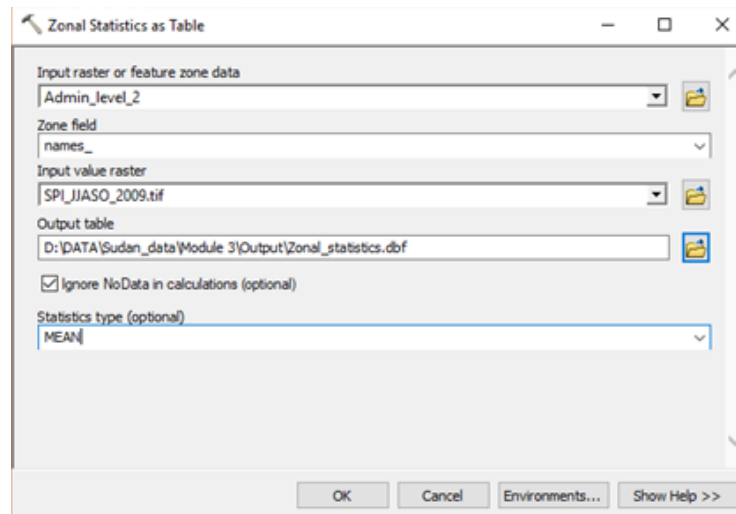 Zonal Statistics as Table
Input raster or feature zone data
Admin_level_2
Zone field
names_
Input value raster
SPI_JJASO_2009.tif
Output table
D:\DATA\Sudan_data\Module 3\Output\Zonal_statistics.dbf
Ignore NoData in calculations (optional)
Statistics type (optional)
MEAN
OK Cancel Environments... Show Help >>